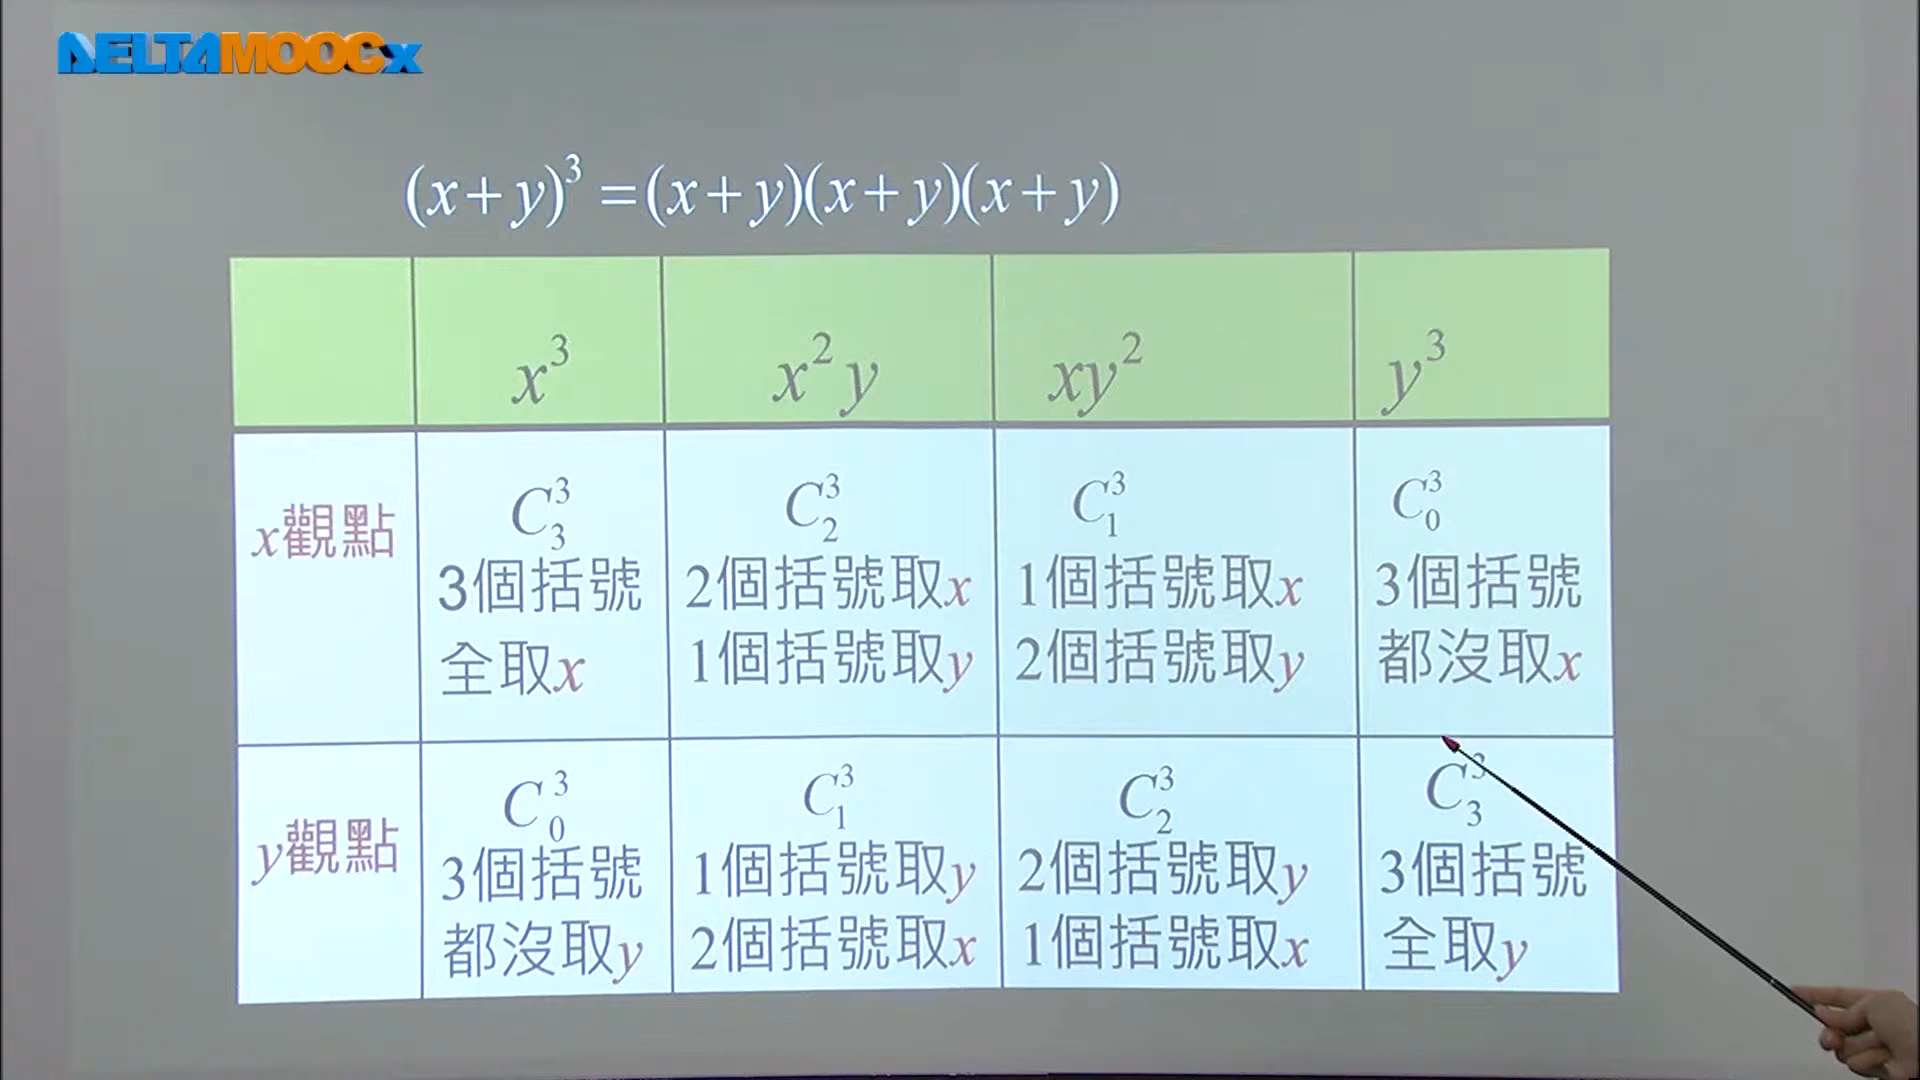 DELTAMOOCx
(x+y)³=(x+y)(x+y)(x+y)
x³ x²y xy² y³
x觀點
C³₃
3個括號
全取x
C³₂
2個括號取x
1個括號取y
C³₁
1個括號取x
2個括號取y
C³₀
3個括號
都沒取x
y觀點
C³₀
3個括號
都沒取y
C³₁
1個括號取y
2個括號取x
C³₂
2個括號取y
1個括號取x
C³₃
3個括號
全取y